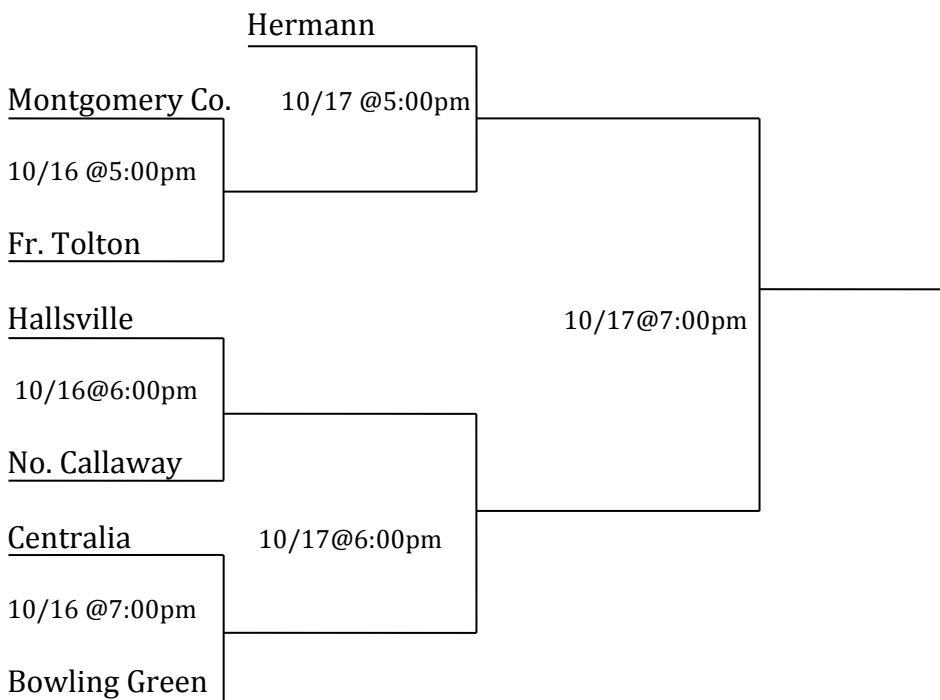 Hermann
Montgomery Co.
10/17 @5:00pm
10/16 @5:00pm
Fr. Tolton
Hallsville
10/17@7:00pm
10/16@6:00pm
No. Callaway
Centralia
10/17@6:00pm
10/16 @7:00pm
Bowling Green